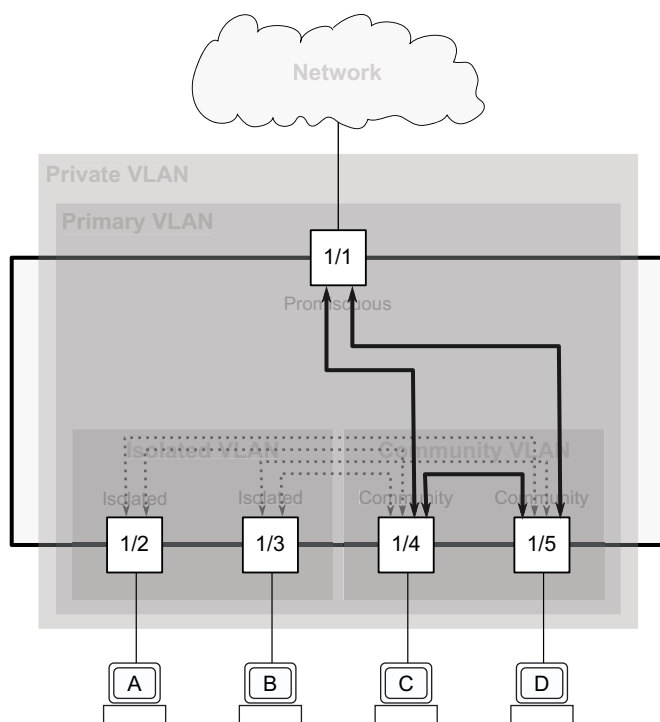 Network
Private VLAN
Primary VLAN
1/1
Promiscuous
Isolated VLAN
Community VLAN
Isolated
Isolated
Community
Community
1/2
1/3
1/4
1/5
A
B
C
D